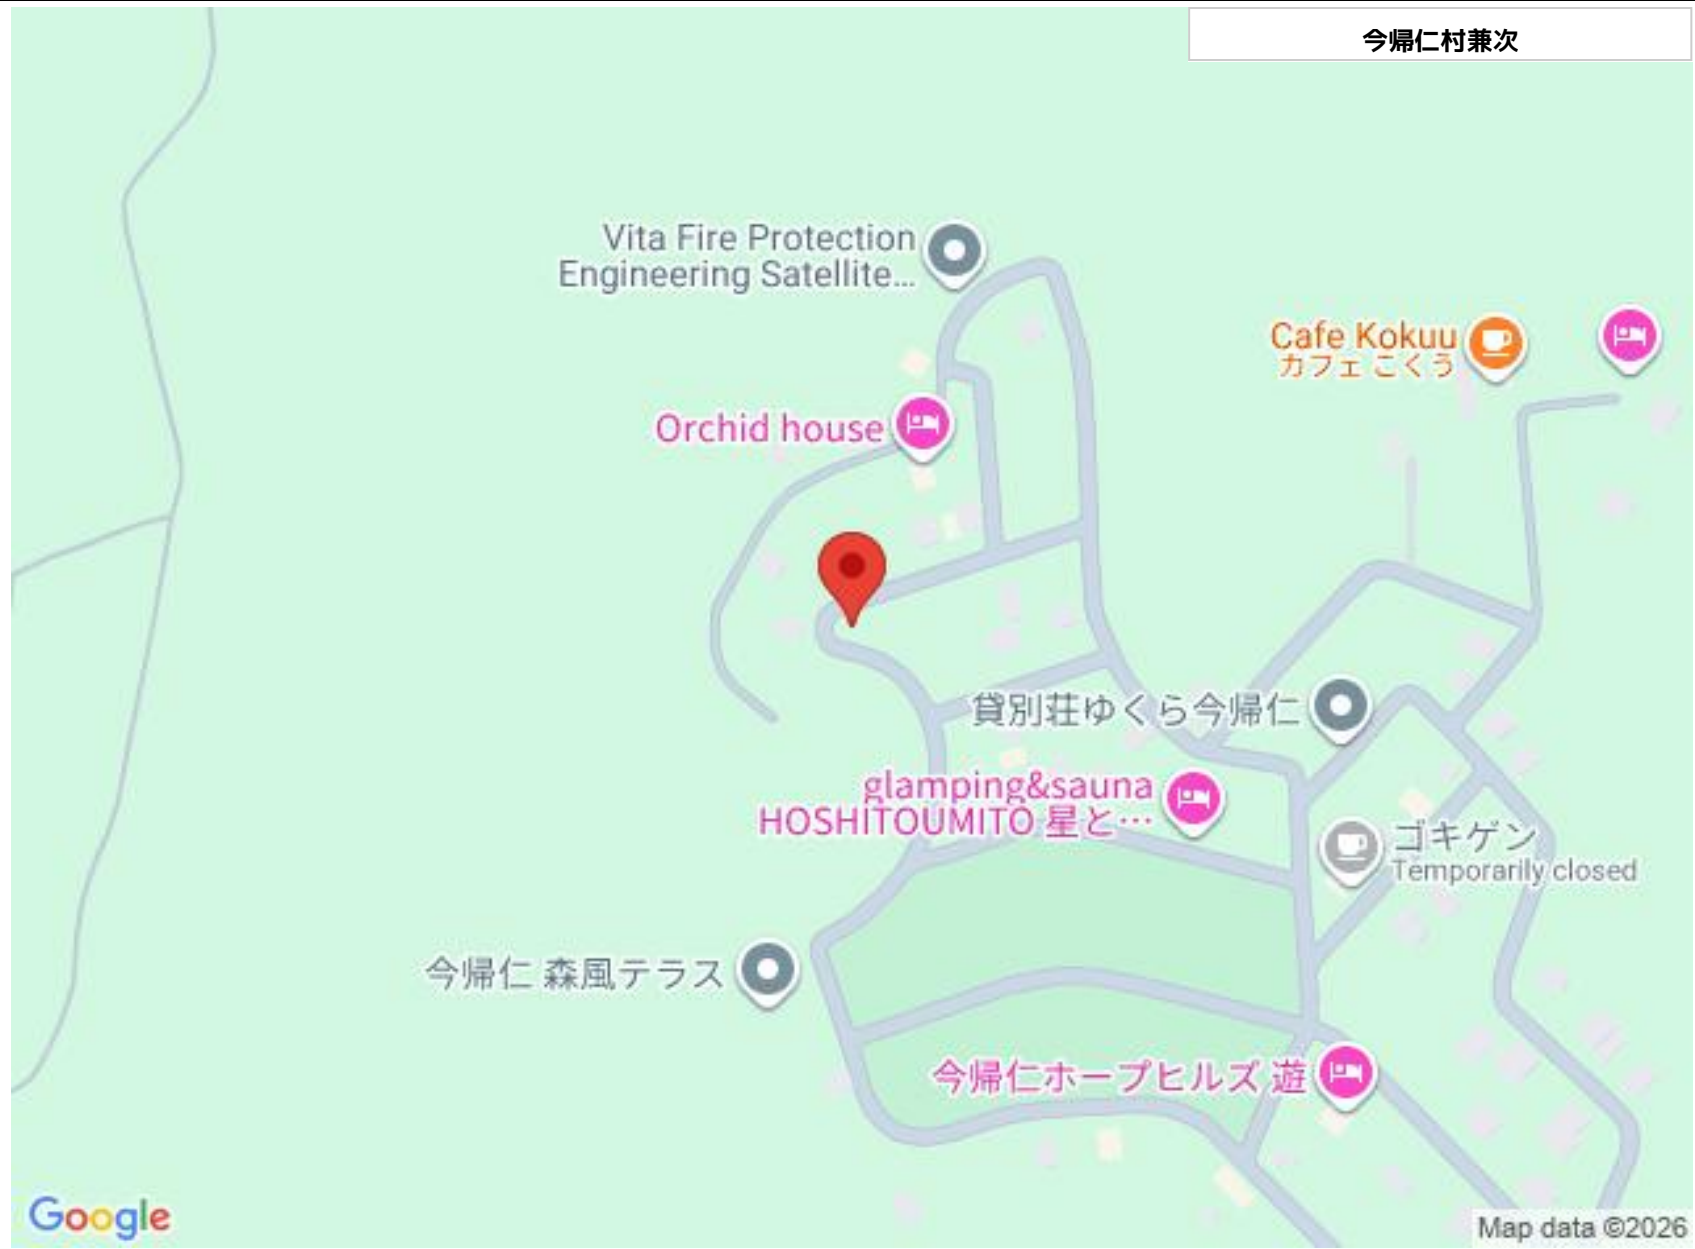 今帰仁村兼次
Vita Fire Protection
Engineering Satellite...
Cafe Kokuu
カフェ こくう
Orchid house
貸別荘ゆくら今帰仁
glamping&sauna
HOSHITOUMITO 星と…
ゴキゲン
Temporarily closed
今帰仁 森風テラス
今帰仁ホープヒルズ 遊
Google
Map data ©2026